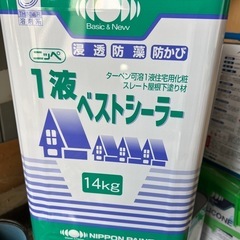 Basic & New
ニッペ
浸透防藻 防かび
ターペン可溶1液住宅用化粧
スレート屋根下塗り材
1液
ベストシーラー
14kg
NIPPON PAINT